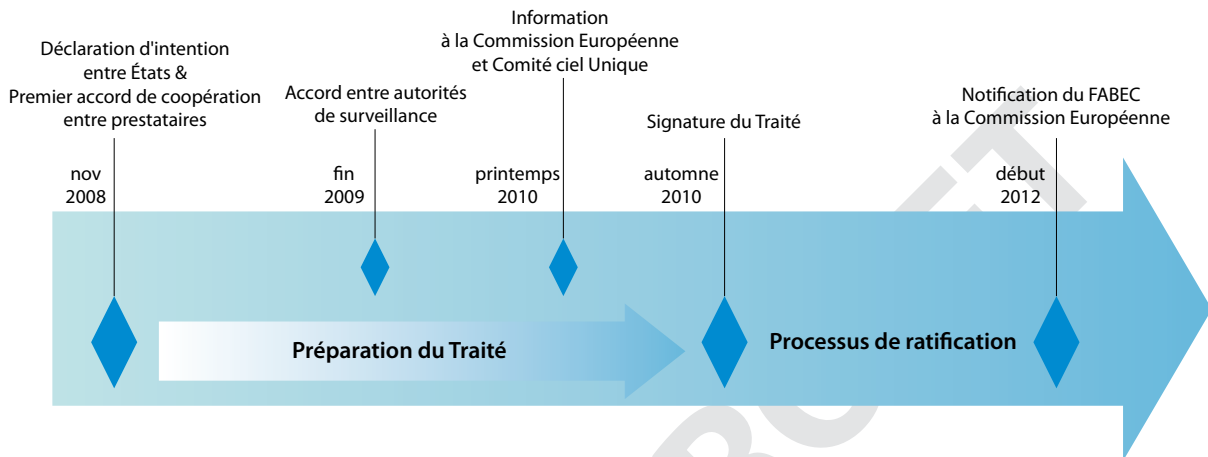 Déclaration d'intention
entre États &
Premier accord de coopération
entre prestataires
nov
2008
Accord entre autorités
de surveillance
fin
2009
Information
à la Commission Européenne
et Comité ciel Unique
printemps
2010
Signature du Traité
automne
2010
Notification du FABEC
à la Commission Européenne
début
2012
Préparation du Traité
Processus de ratification